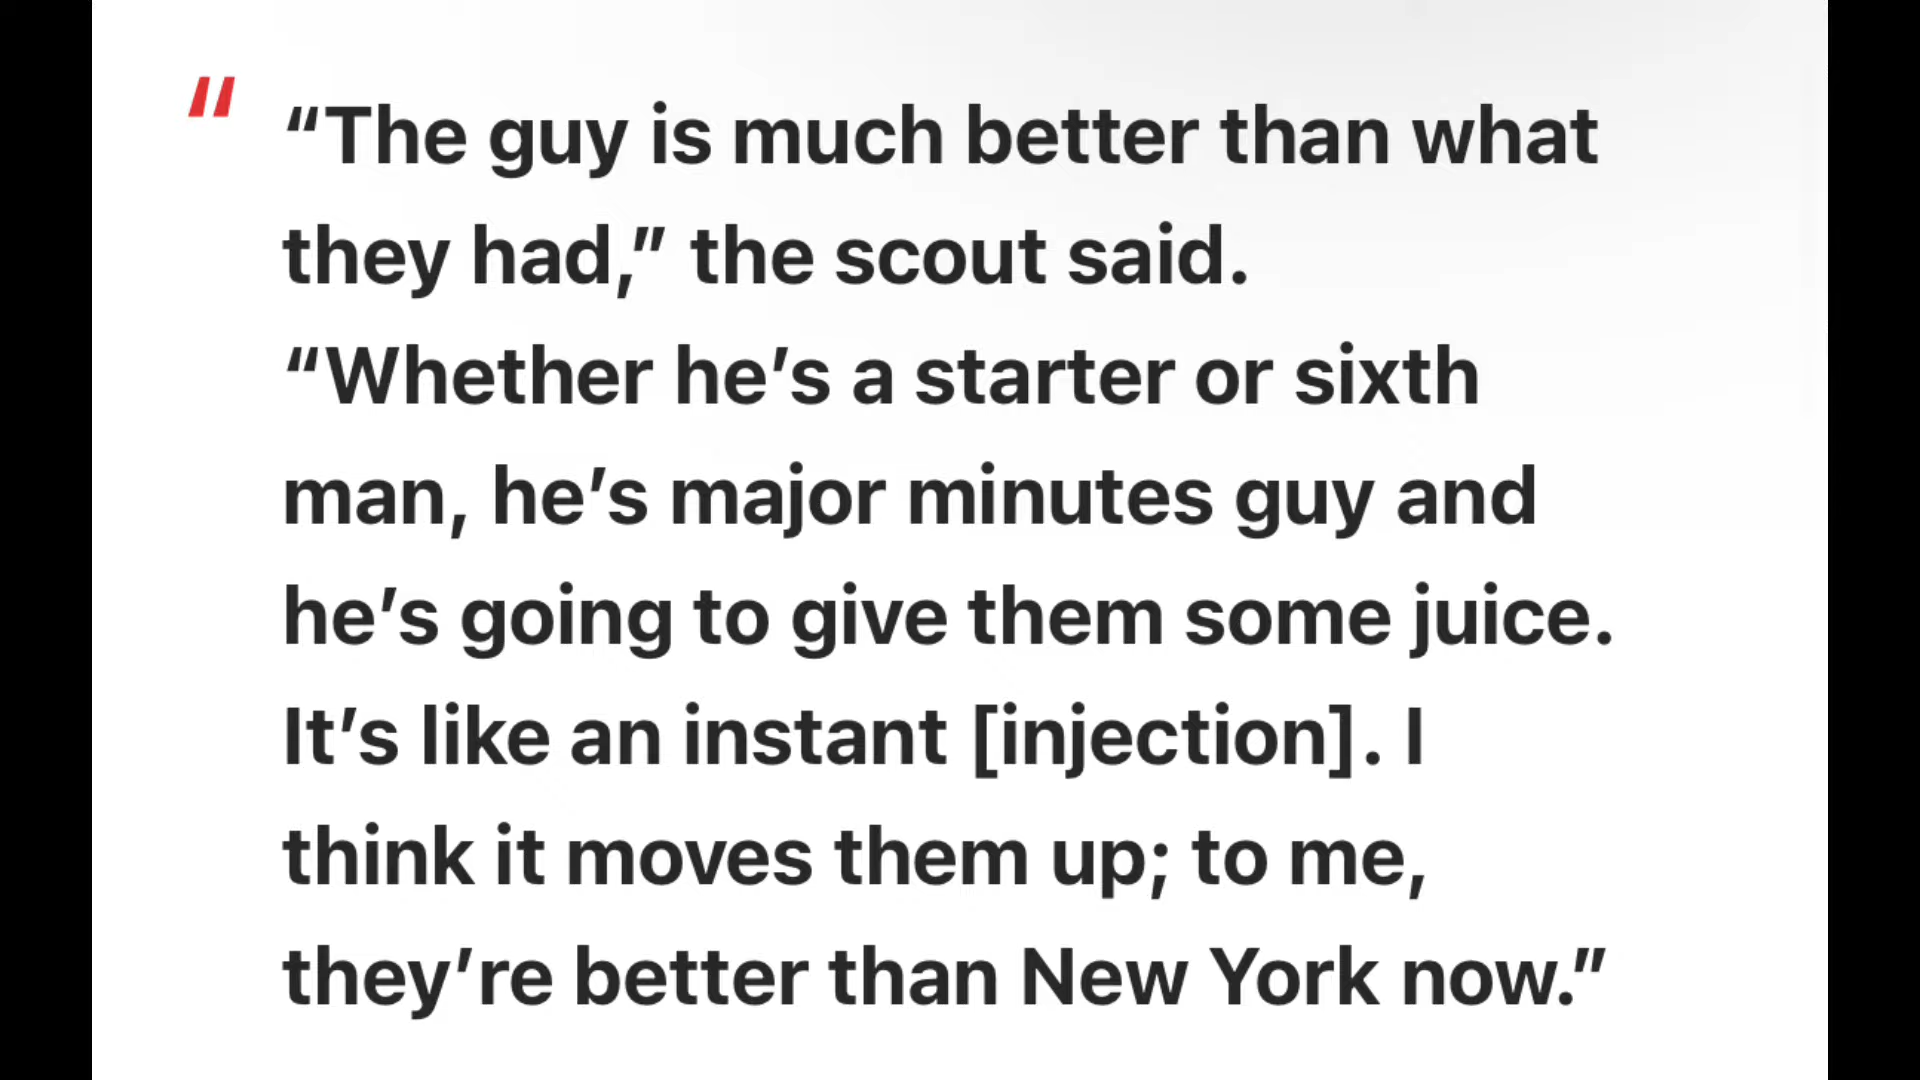 "
“The guy is much better than what
they had,” the scout said.
“Whether he’s a starter or sixth
man, he’s major minutes guy and
he’s going to give them some juice.
It’s like an instant [injection]. I
think it moves them up; to me,
they’re better than New York now.”